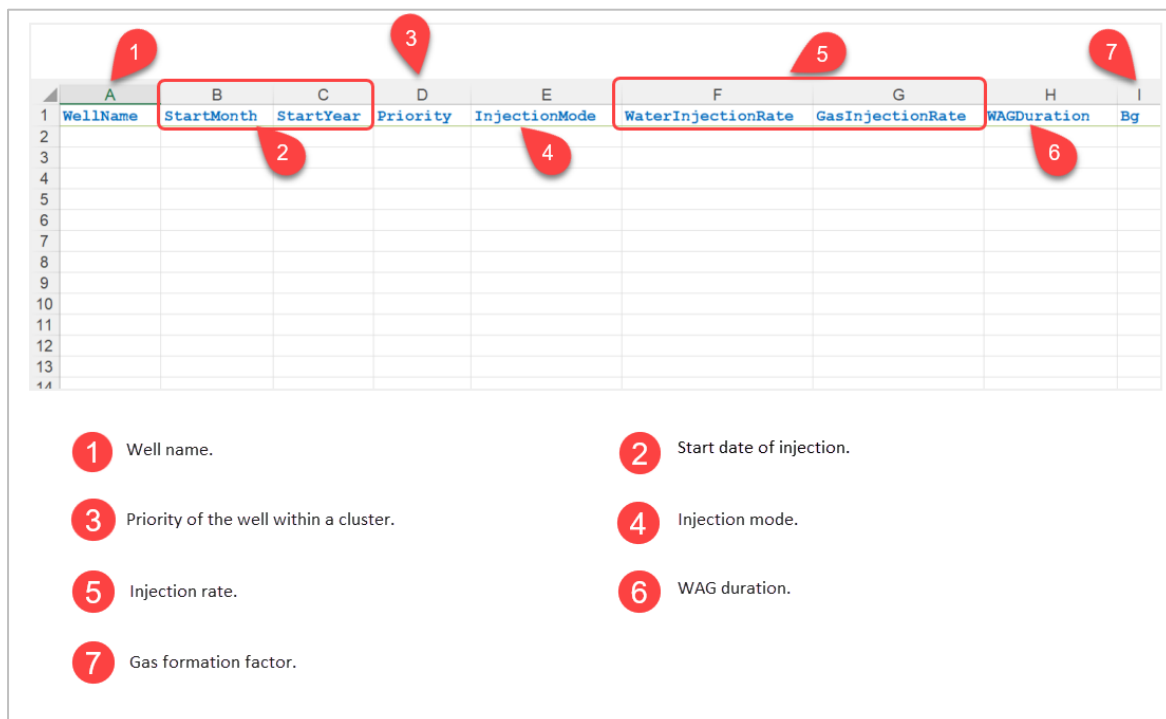 1
3
5
7
A B C D E F G H I
1 WellName StartMonth StartYear Priority InjectionMode WaterInjectionRate GasInjectionRate WAGDuration Bg
2
2
4
6
3
4
5
6
7
8
9
10
11
12
13
14
1 Well name.
2 Start date of injection.
3 Priority of the well within a cluster.
4 Injection mode.
5 Injection rate.
6 WAG duration.
7 Gas formation factor.